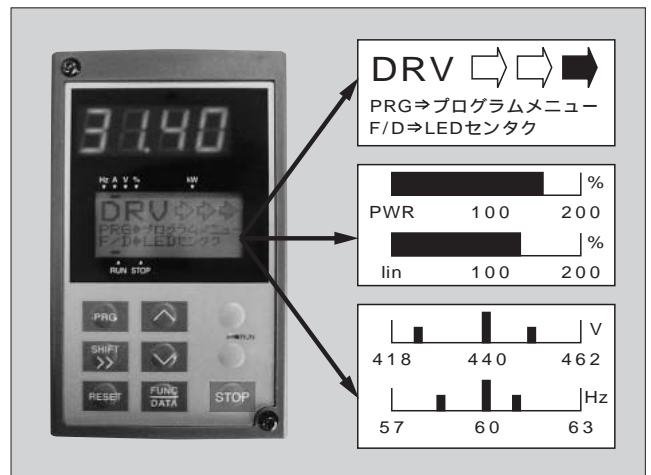 31.40
Hz A V % kW
DRV⇨⇨⇨
PRG➧プログラムメニュー
F/D➧LEDセンタク
RUN STOP
PRG
RUN
SHIFT
>>
RESET
FUNC
DATA
STOP
DRV ⇨⇨➡
PRG⇒プログラムメニュー
F/D⇒LEDセンタク
%
PWR 100 200
%
Iin 100 200
V
418 440 462
Hz
57 60 63